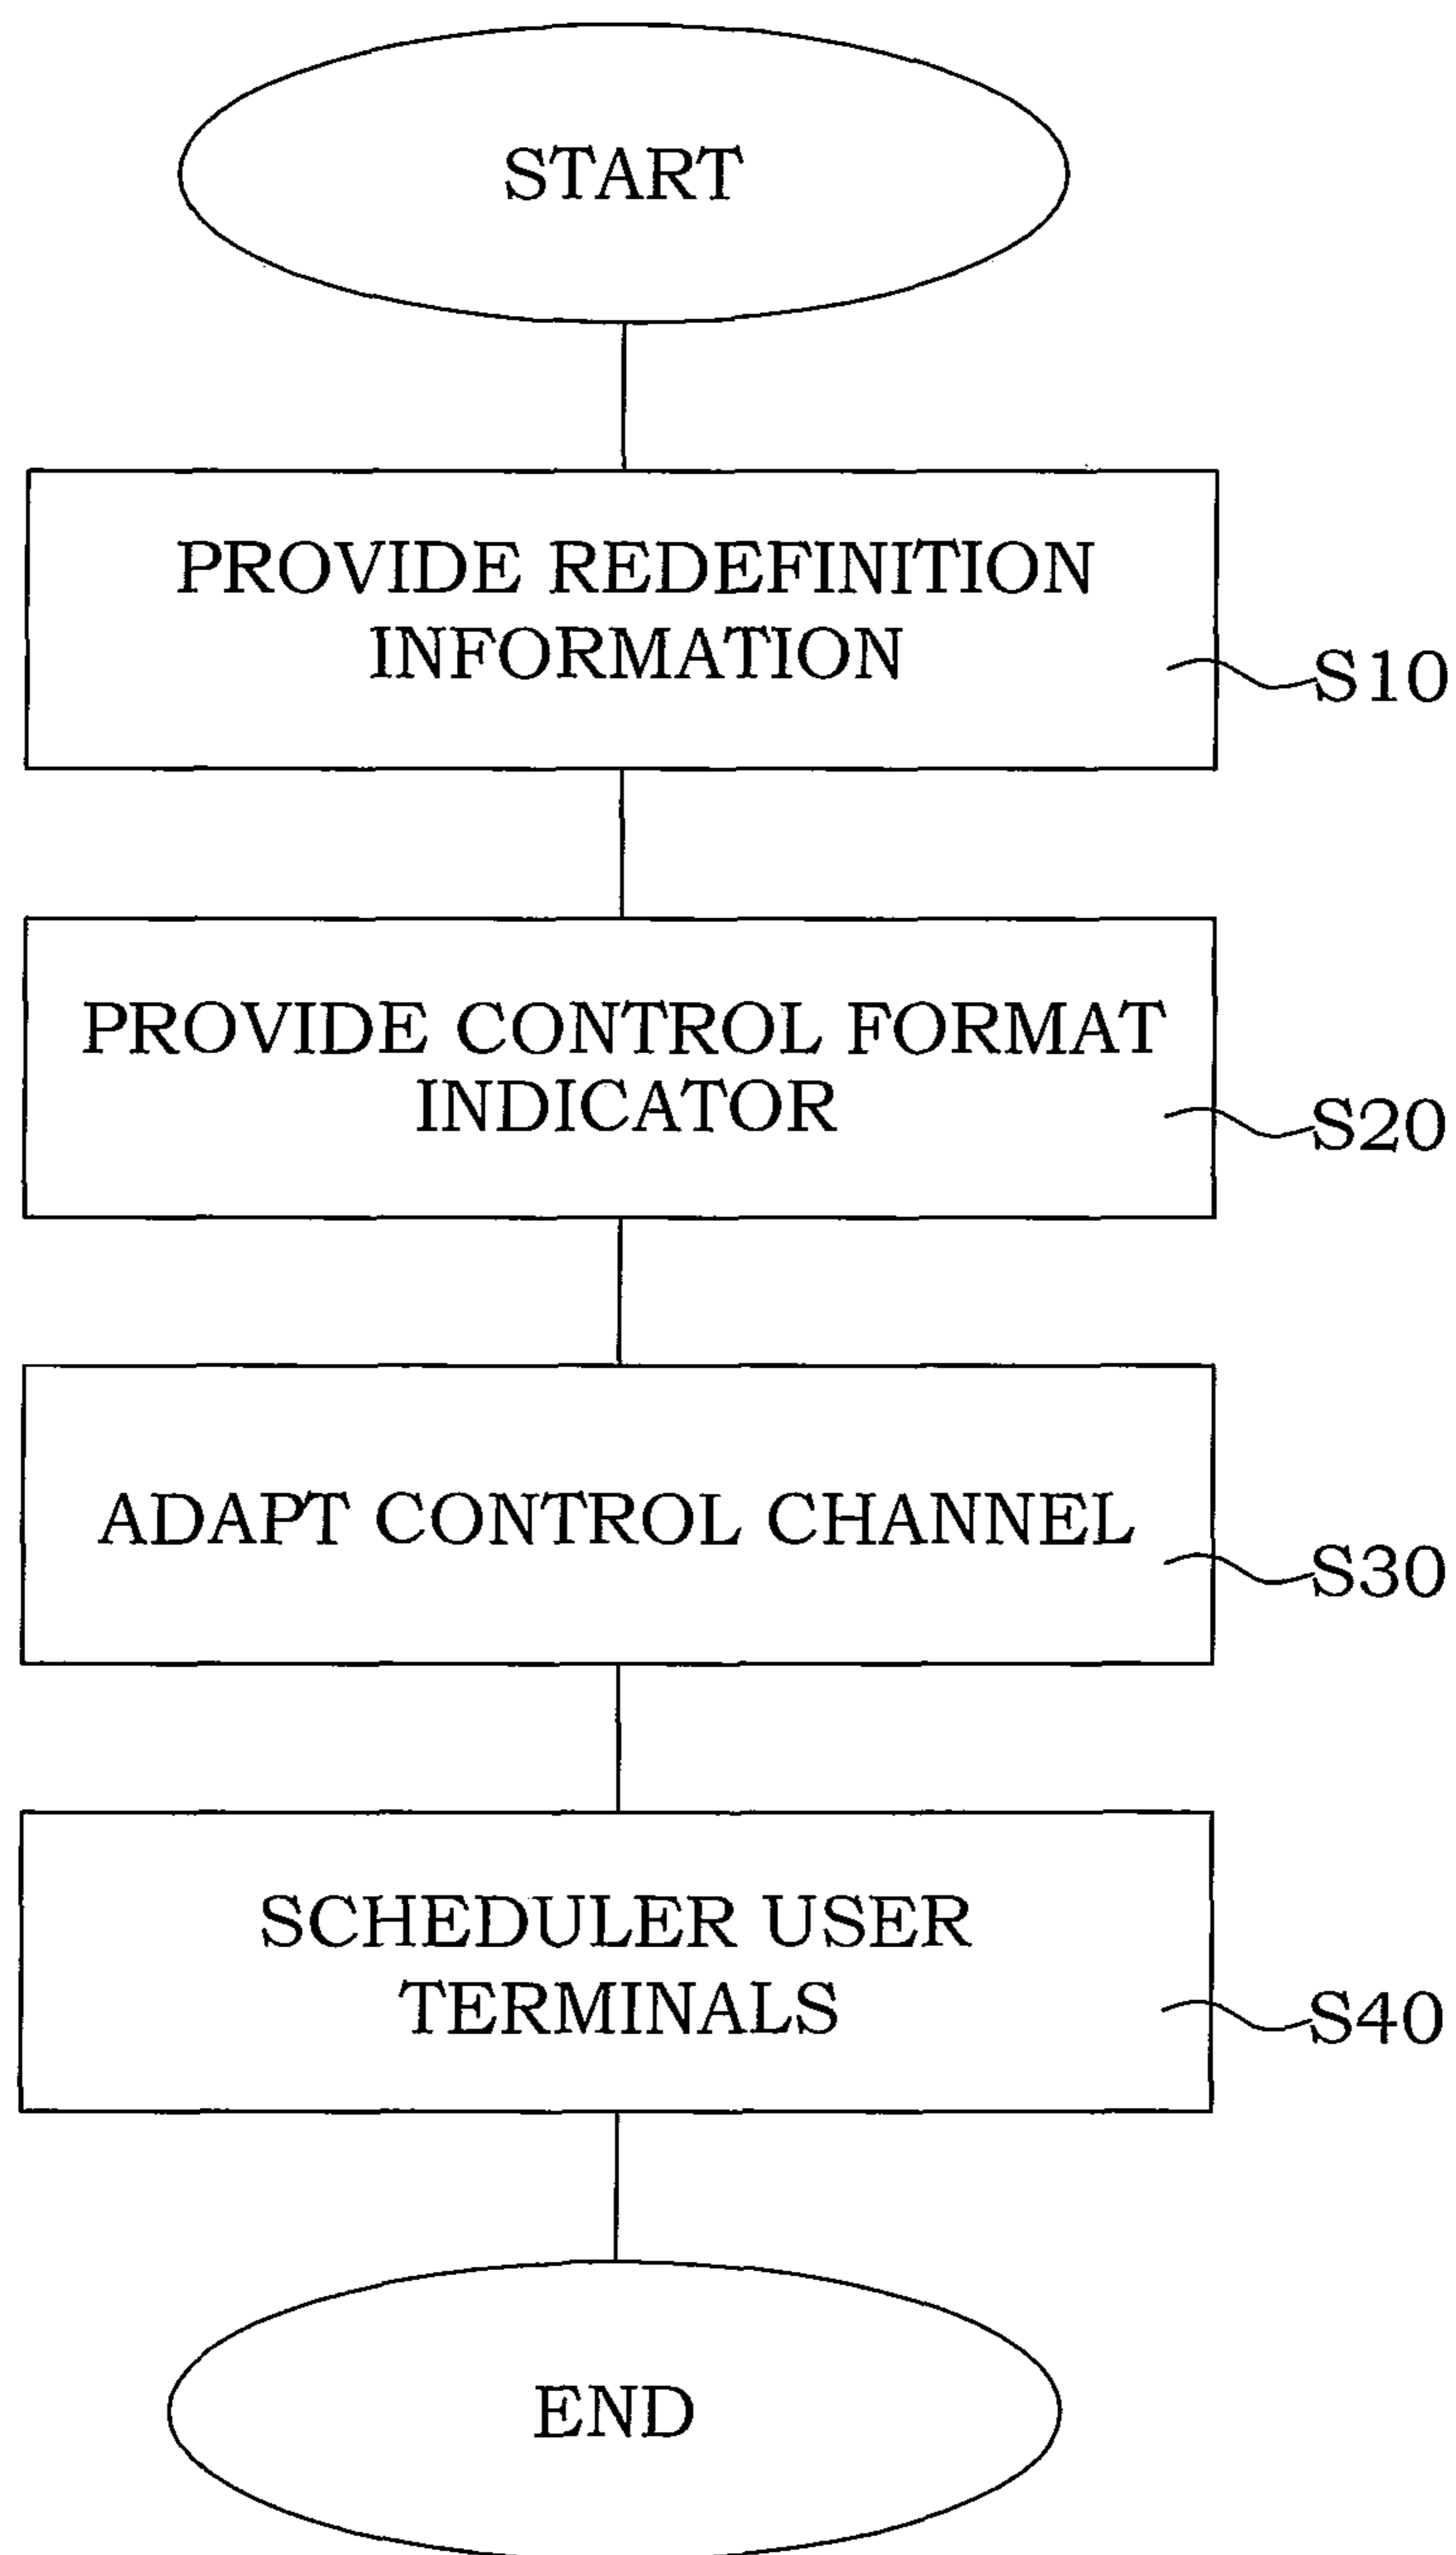 START
PROVIDE REDEFINITION
INFORMATION
S10
PROVIDE CONTROL FORMAT
INDICATOR
S20
ADAPT CONTROL CHANNEL
S30
SCHEDULER USER
TERMINALS
S40
END